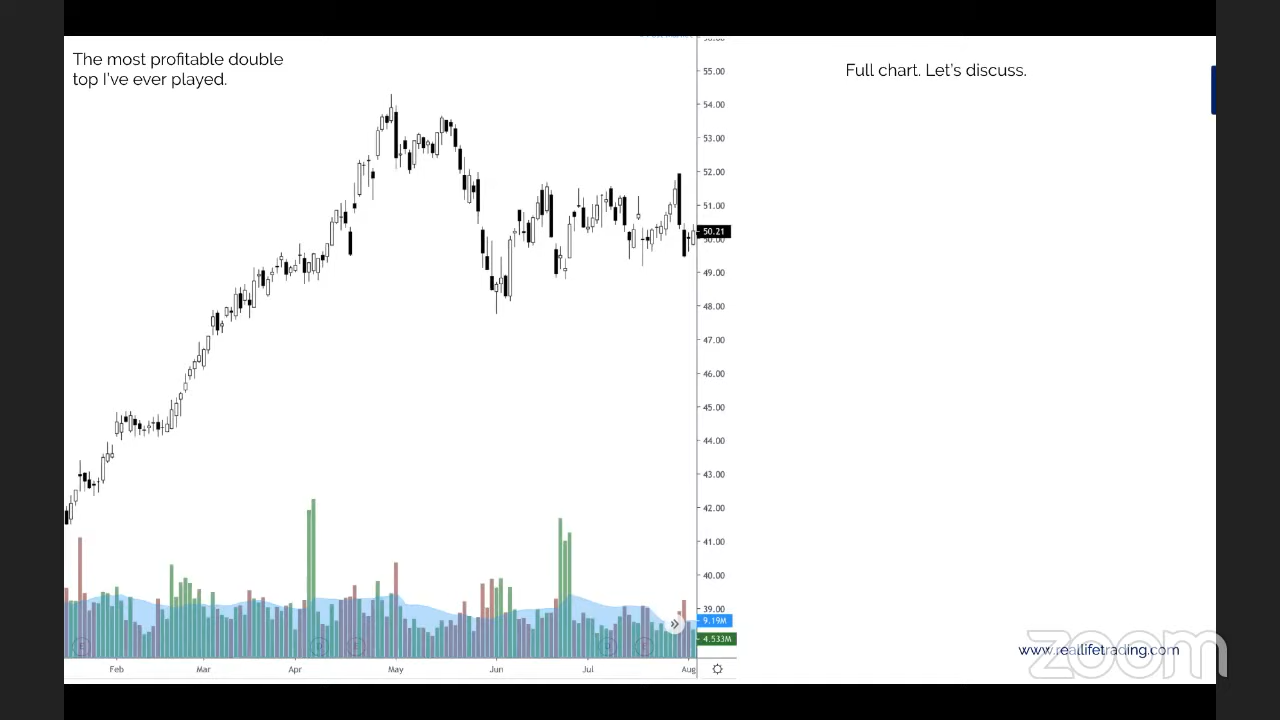 The most profitable double
top I've ever played.
Full chart. Let's discuss.
55.00
54.00
53.00
52.00
51.00
50.21
50.00
49.00
48.00
47.00
46.00
45.00
44.00
43.00
42.00
41.00
40.00
39.00
9.19M
4.533M
Feb Mar Apr May Jun Jul Aug
www.reallifetrading.com
zoom